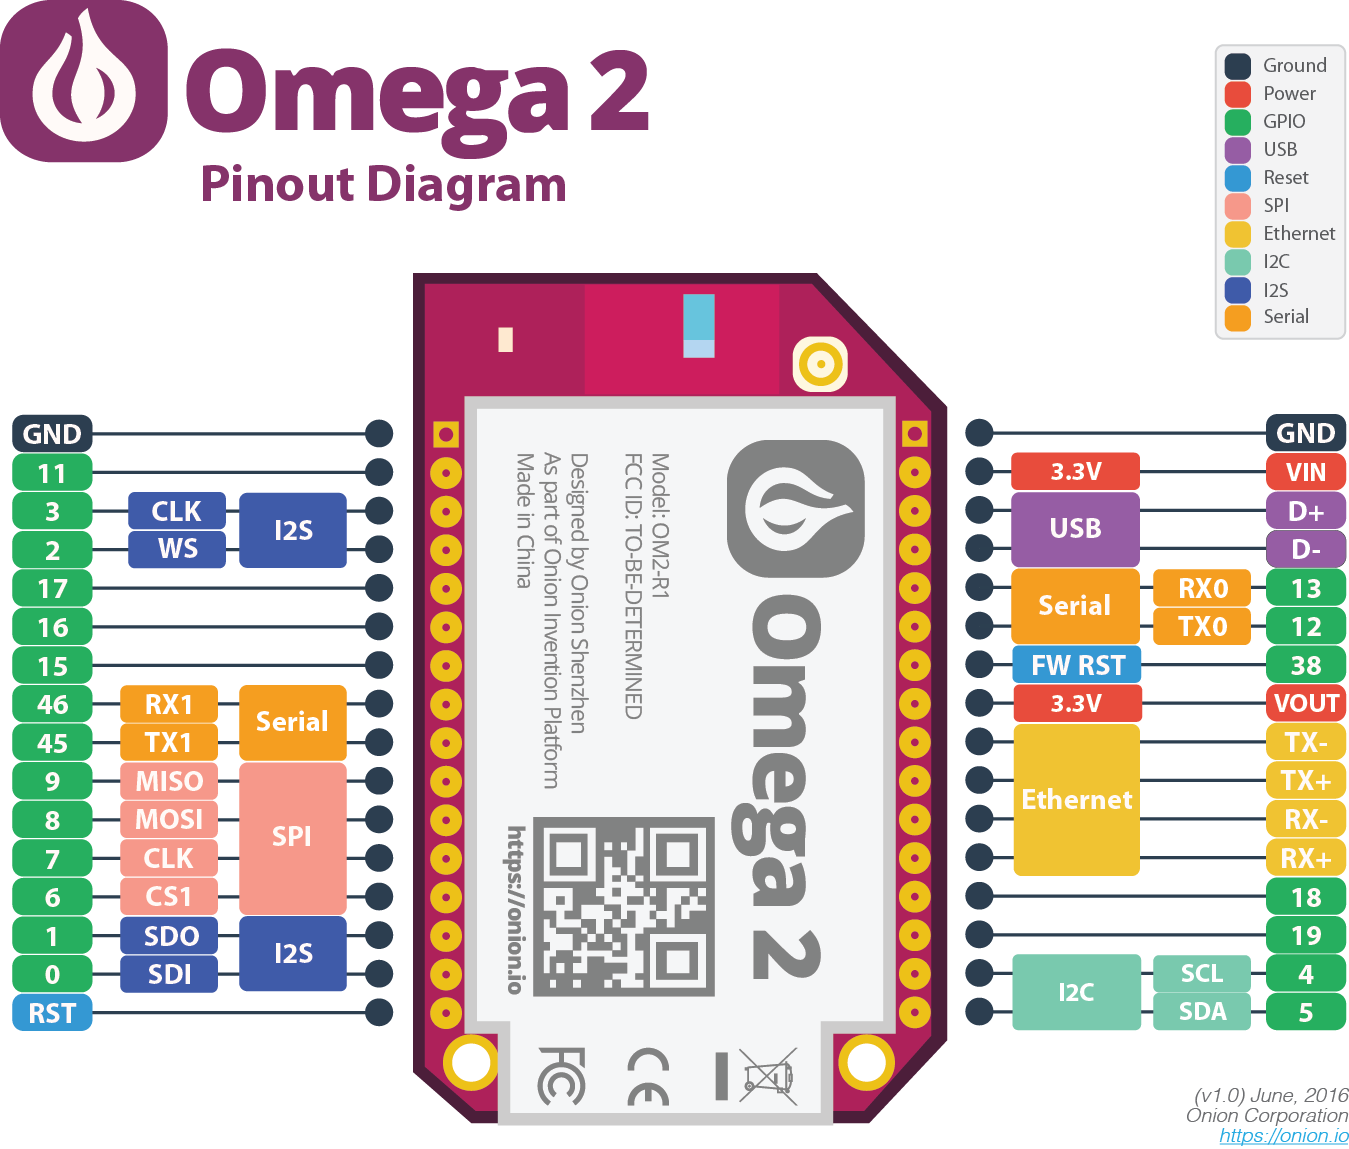 Omega 2
Pinout Diagram
Ground
Power
GPIO
USB
Reset
SPI
Ethernet
I2C
I2S
Serial
GND
11
3 CLK I2S
2 WS
17
16
15
46 RX1 Serial
45 TX1
9 MISO SPI
8 MOSI
7 CLK
6 CS1
1 SDO I2S
0 SDI
RST
Model: OM2-R1
FCC ID: TO-BE-DETERMINED
Designed by Onion Shenzhen
As part of Onion Invention Platform
Made in China
https://onion.io
omega 2
FC CE
GND
3.3V VIN
USB D+
D-
Serial RX0 13
TX0 12
FW RST 38
3.3V VOUT
Ethernet TX-
TX+
RX-
RX+
18
19
I2C SCL 4
SDA 5
(v1.0) June, 2016
Onion Corporation
https://onion.io